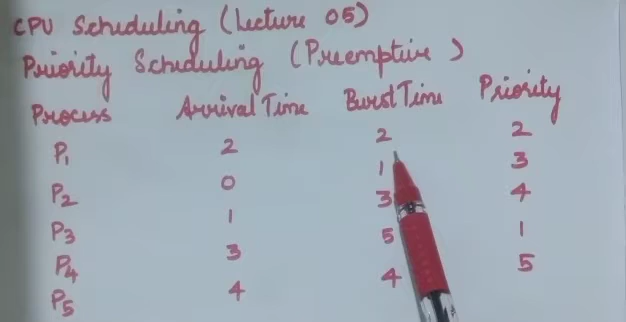 CPU Scheduling (Lecture 05)
Priority Scheduling (Preemptive)
Process Arrival Time Burst Time Priority
P1 2 2 2
P2 0 1 3
P3 1 3 4
P4 3 5 1
P5 4 4 5